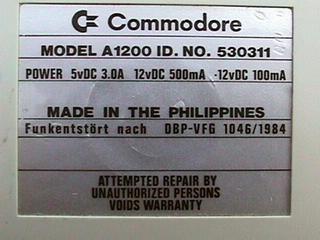 Commodore
MODEL A1200 ID. NO. 530311
POWER 5vDC 3.0A 12vDC 500mA -12vDC 100mA
MADE IN THE PHILIPPINES
Funkentstört nach DBP-VFG 1046/1984
ATTEMPTED REPAIR BY
UNAUTHORIZED PERSONS
VOIDS WARRANTY